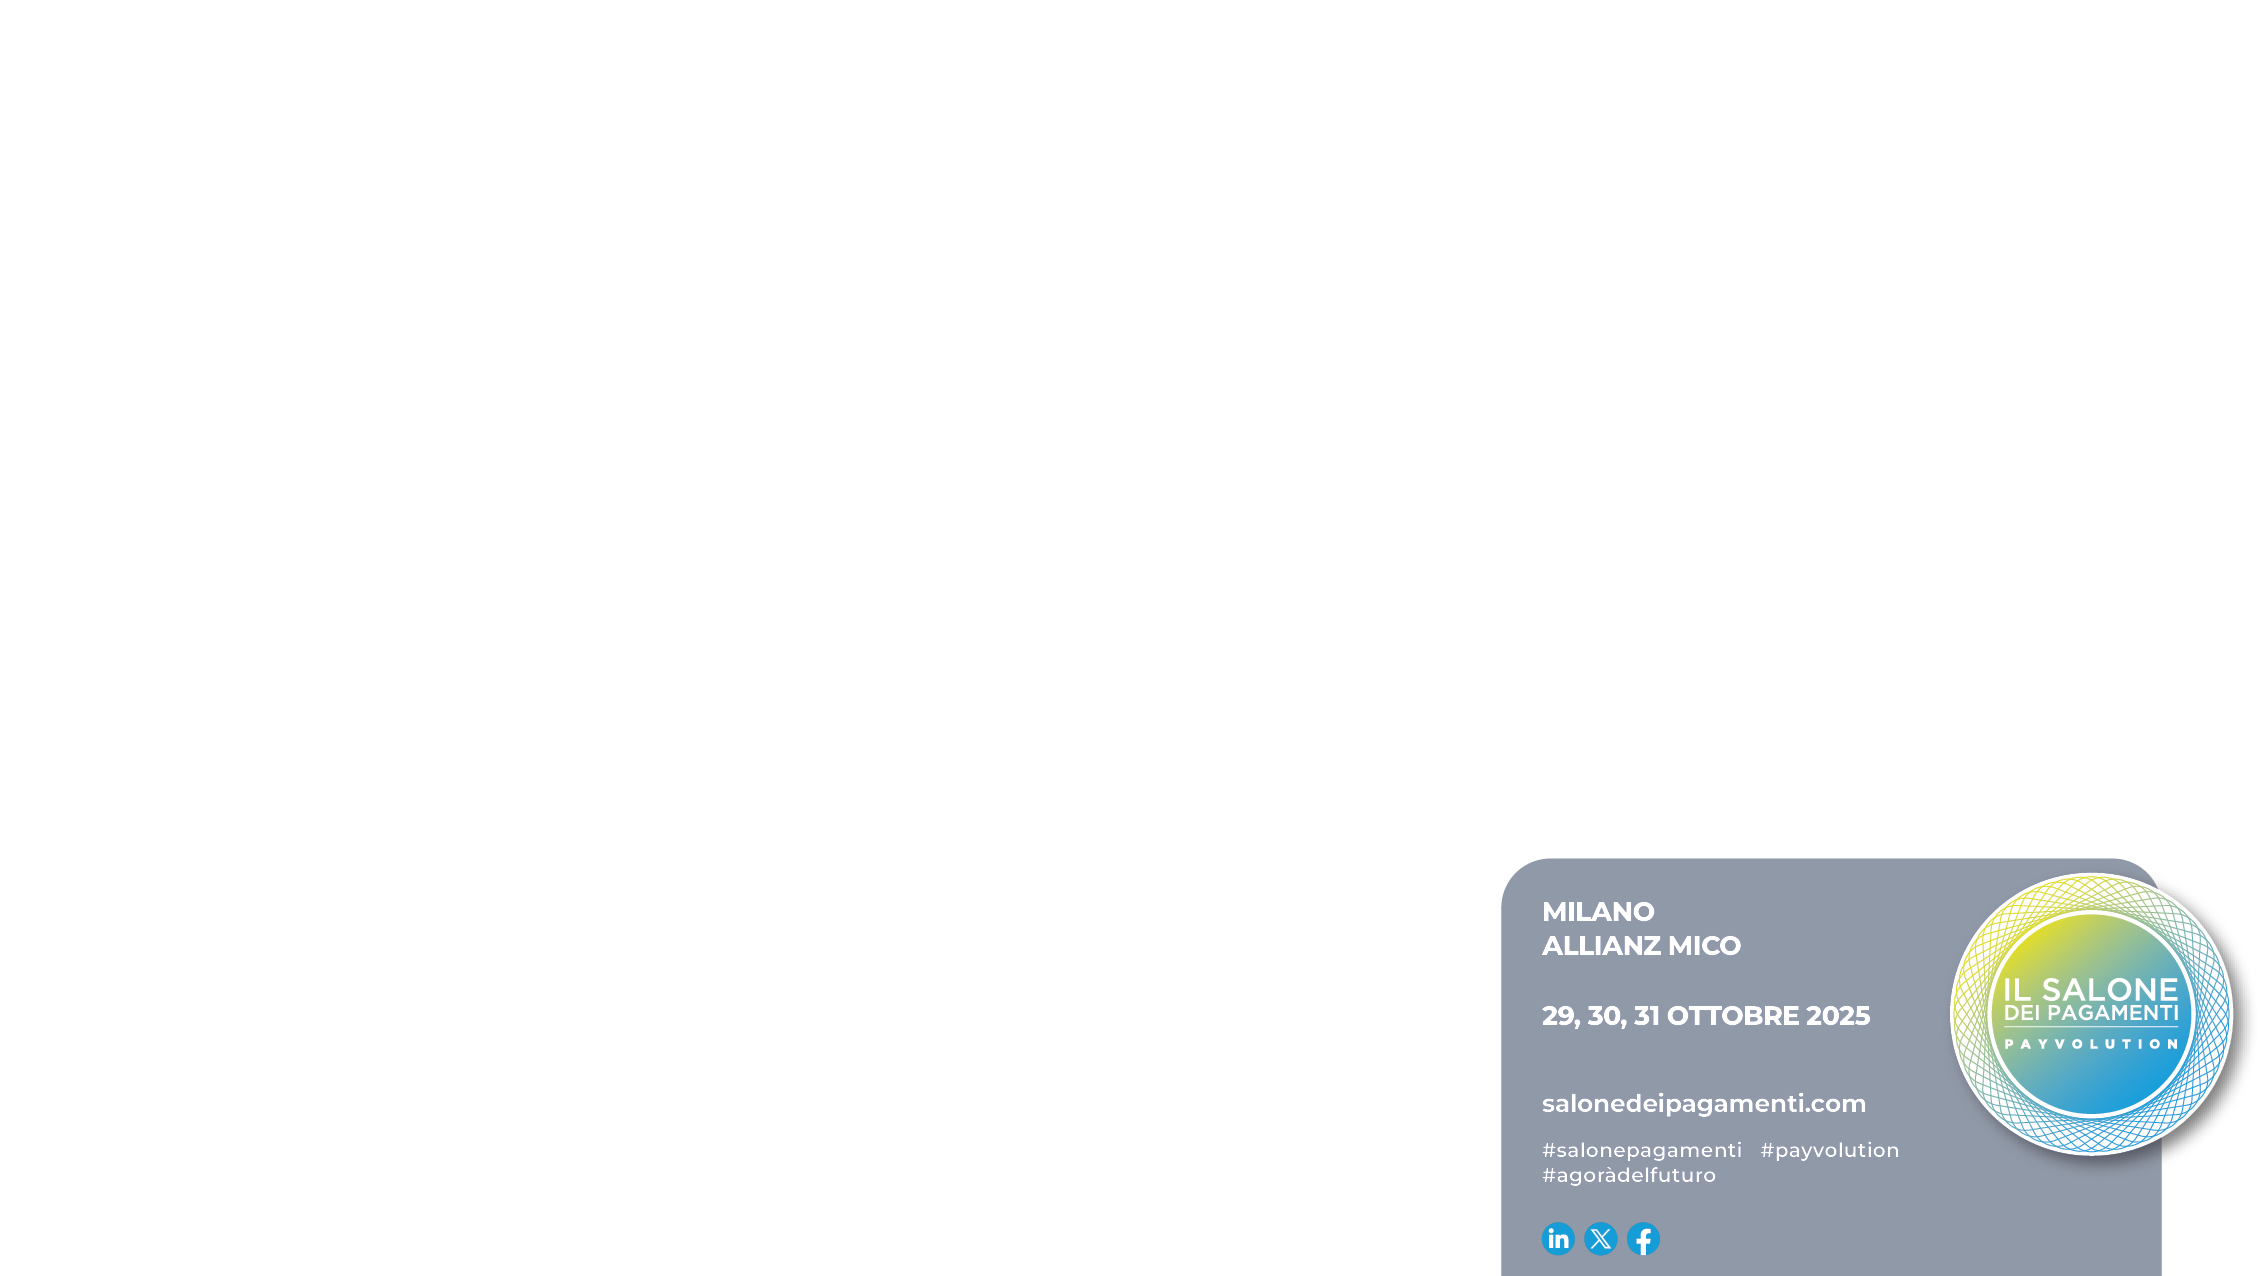 MILANO
ALLIANZ MICO
29, 30, 31 OTTOBRE 2025
salonedeipagamenti.com
#salonepagamenti #payvolution
#agoràdelfuturo
IL SALONE
DEI PAGAMENTI
PAYVOLUTION